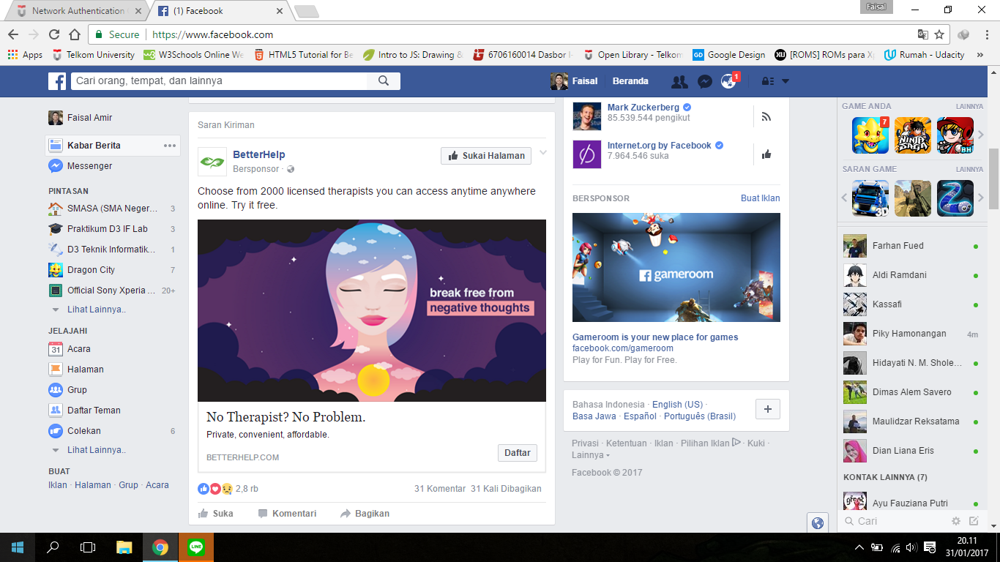 Network Authentication
(1) Facebook
Faisal
Secure
https://www.facebook.com
Apps
Telkom University
W3Schools Online We
HTML5 Tutorial for Be
Intro to JS: Drawing &
6706160014 Dasbor I-
Open Library - Telkom
Google Design
[ROMS] ROMs para Xp
Rumah - Udacity
»
Cari orang, tempat, dan lainnya
Faisal
Beranda
1
Faisal Amir
Kabar Berita
Messenger
PINTASAN
SMASA (SMA Neger... 3
Praktikum D3 IF Lab 3
D3 Teknik Informatik... 1
Dragon City 7
Official Sony Xperia ... 20+
Lihat Lainnya..
JELAJAHI
31 Acara
Halaman
Grup
Daftar Teman
Colekan 6
Lihat Lainnya..
BUAT
Iklan · Halaman · Grup · Acara
Saran Kiriman
BetterHelp
Bersponsor ·
Sukai Halaman
Choose from 2000 licensed therapists you can access anytime anywhere
online. Try it free.
break free from
negative thoughts
No Therapist? No Problem.
Private, convenient, affordable.
BETTERHELP.COM
Daftar
2,8 rb
31 Komentar 31 Kali Dibagikan
Suka
Komentari
Bagikan
Mark Zuckerberg
85.539.544 pengikut
Internet.org by Facebook
7.964.546 suka
BERSPONSOR
Buat Iklan
gameroom
Gameroom is your new place for games
facebook.com/gameroom
Play for Fun. Play for Free.
Bahasa Indonesia · English (US) ·
Basa Jawa · Español · Português (Brasil)
Privasi · Ketentuan · Iklan · Pilihan Iklan · Kuki ·
Lainnya
Facebook © 2017
GAME ANDA
LAINNYA
7
NINJA
SAGA
BH
SARAN GAME
LAINNYA
3D
Farhan Fued
Aldi Ramdani
Kassafi
Piky Hamonangan 4m
Hidayati N. M. Shole...
Dimas Alem Savero
Maulidzar Reksatama
Dian Liana Eris
KONTAK LAINNYA (7)
Ayu Fauziana Putri
Cari
LINE
20.11
31/01/2017